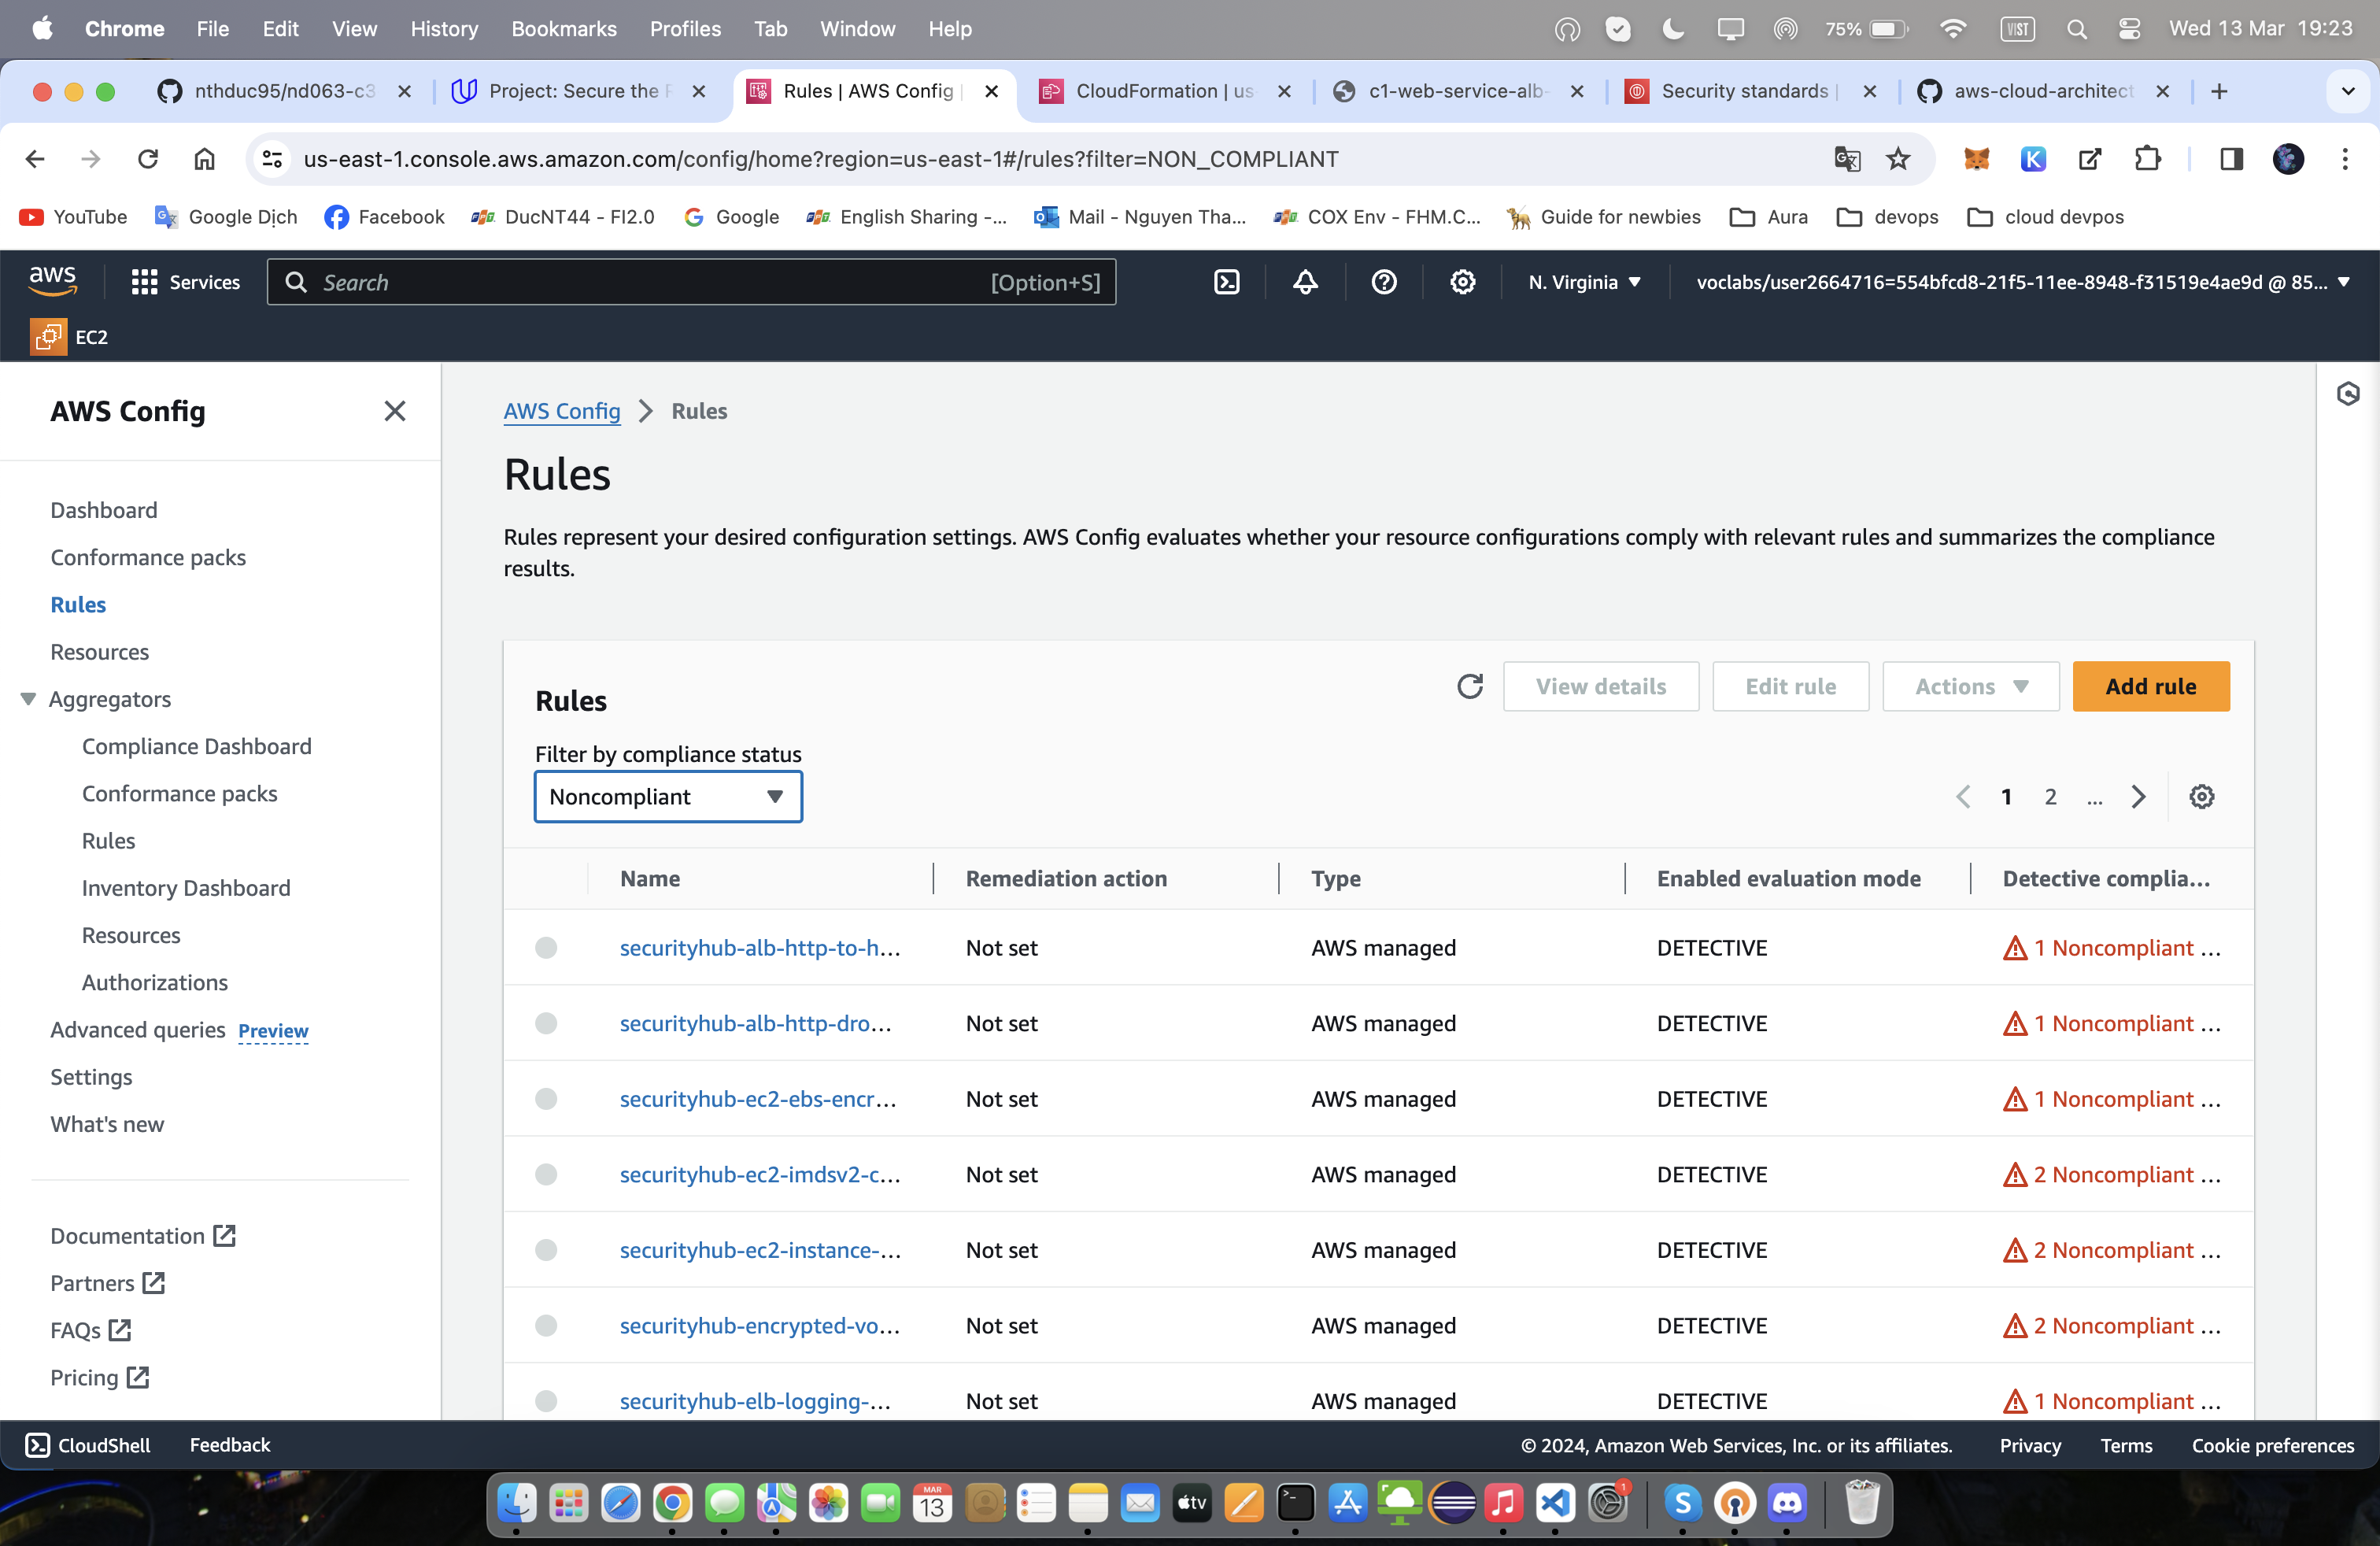 Chrome File Edit View History Bookmarks Profiles Tab Window Help 75% VIST Wed 13 Mar 19:23
nthduc95/nd063-c3 Project: Secure the Rules | AWS Config | CloudFormation | us c1-web-service-alb- Security standards | aws-cloud-architect
us-east-1.console.aws.amazon.com/config/home?region=us-east-1#/rules?filter=NON_COMPLIANT
YouTube Google Dịch Facebook DucNT44 - FI2.0 Google English Sharing -... Mail - Nguyen Tha... COX Env - FHM.C... Guide for newbies Aura devops cloud devpos
aws Services Search [Option+S] N. Virginia voclabs/user2664716=554bfcd8-21f5-11ee-8948-f31519e4ae9d @ 85...
EC2
AWS Config
Dashboard
Conformance packs
Rules
Resources
Aggregators
Compliance Dashboard
Conformance packs
Rules
Inventory Dashboard
Resources
Authorizations
Advanced queries Preview
Settings
What's new
Documentation
Partners
FAQs
Pricing
AWS Config Rules
Rules
Rules represent your desired configuration settings. AWS Config evaluates whether your resource configurations comply with relevant rules and summarizes the compliance
results.
Rules
View details Edit rule Actions Add rule
Filter by compliance status
Noncompliant
1 2 ...
Name Remediation action Type Enabled evaluation mode Detective complia...
securityhub-alb-http-to-h... Not set AWS managed DETECTIVE 1 Noncompliant ...
securityhub-alb-http-dro... Not set AWS managed DETECTIVE 1 Noncompliant ...
securityhub-ec2-ebs-encr... Not set AWS managed DETECTIVE 1 Noncompliant ...
securityhub-ec2-imdsv2-c... Not set AWS managed DETECTIVE 2 Noncompliant ...
securityhub-ec2-instance-... Not set AWS managed DETECTIVE 2 Noncompliant ...
securityhub-encrypted-vo... Not set AWS managed DETECTIVE 2 Noncompliant ...
securityhub-elb-logging-... Not set AWS managed DETECTIVE 1 Noncompliant ...
CloudShell Feedback © 2024, Amazon Web Services, Inc. or its affiliates. Privacy Terms Cookie preferences
MAR
13
tv
1